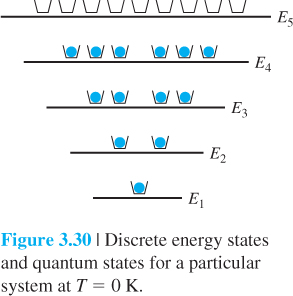 E5
E4
E3
E2
E1
Figure 3.30 | Discrete energy states
and quantum states for a particular
system at T = 0 K.